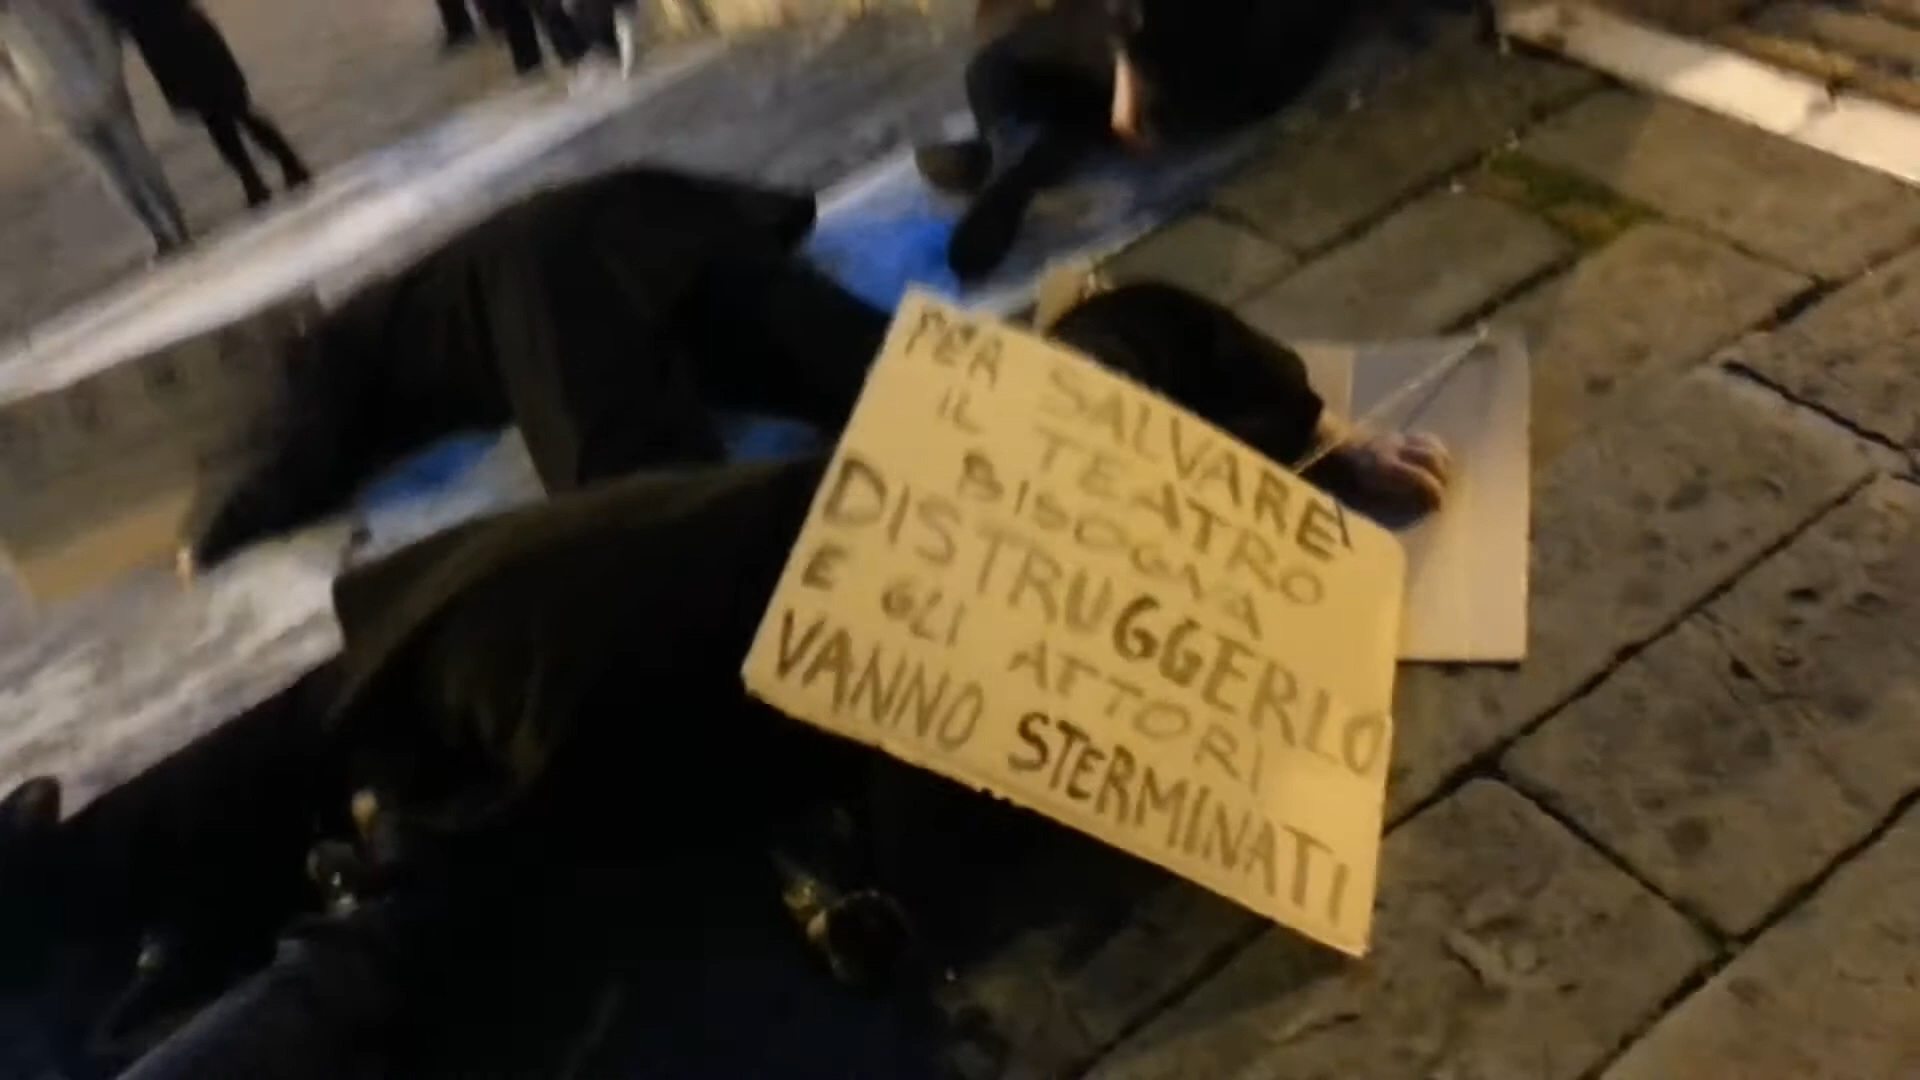 PER SALVARE
IL TEATRO
BISOGNA
DISTRUGGERLO
E GLI ATTORI
VANNO STERMINATI